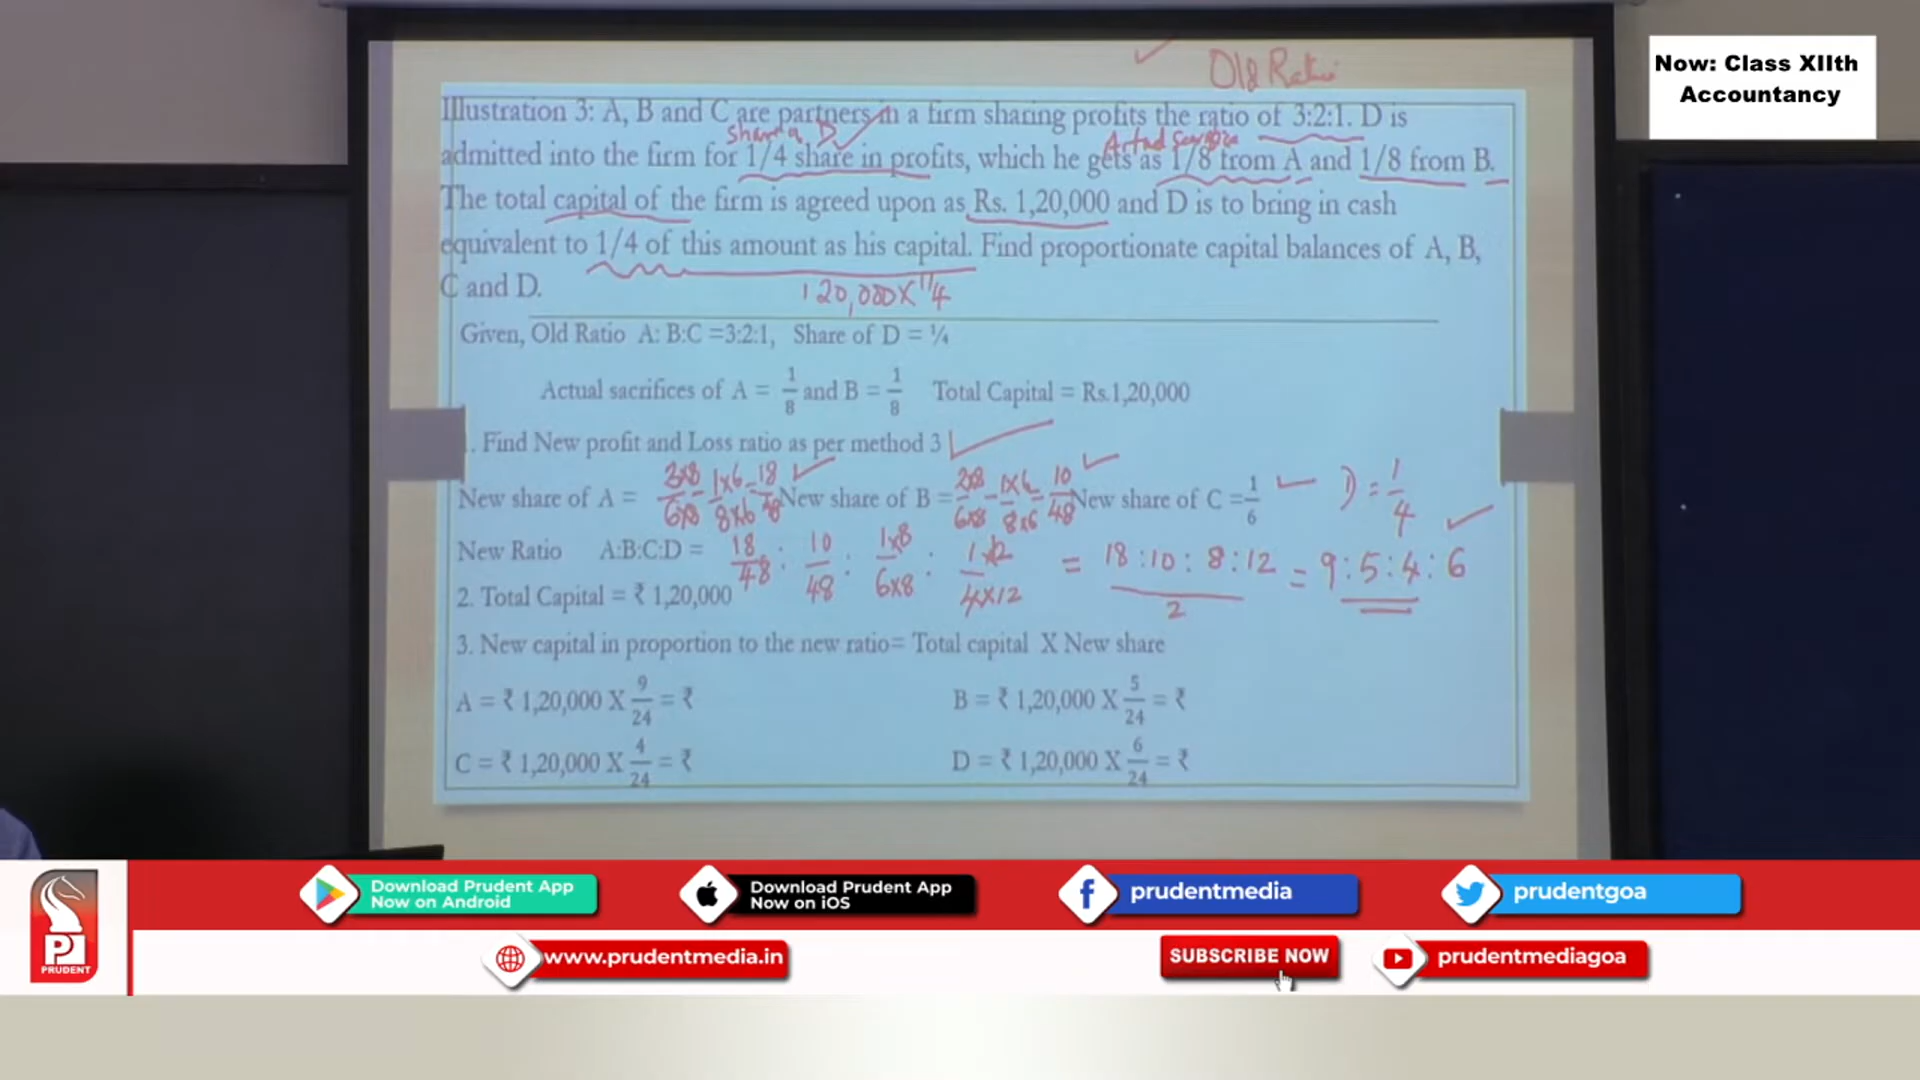 Now: Class XIIth
Accountancy
Old Ratio
Illustration 3: A, B and C are partners in a firm sharing profits the ratio of 3:2:1. D is
share of D
Actual Sacrifice
admitted into the firm for 1/4 share in profits, which he gets as 1/8 from A and 1/8 from B.
The total capital of the firm is agreed upon as Rs. 1,20,000 and D is to bring in cash
equivalent to 1/4 of this amount as his capital. Find proportionate capital balances of A, B,
C and D.
120,000 X 1/4
Given, Old Ratio A: B:C =3:2:1, Share of D = ¼
Actual sacrifices of A = 1/8 and B = 1/8 Total Capital = Rs.1,20,000
. Find New profit and Loss ratio as per method 3
New share of A = 3x8/6x8 - 1x6/8x6 = 18/48 New share of B = 2x8/6x8 - 1x6/8x6 = 10/48 New share of C = 1/6 D = 1/4
New Ratio A:B:C:D = 18/48 : 10/48 : 1x8/6x8 : 1x12/4x12 = 18:10:8:12/2 = 9:5:4:6
2. Total Capital = ₹ 1,20,000
3. New capital in proportion to the new ratio= Total capital X New share
A = ₹ 1,20,000 X 9/24 = ₹ B = ₹ 1,20,000 X 5/24 = ₹
C = ₹ 1,20,000 X 4/24 = ₹ D = ₹ 1,20,000 X 6/24 = ₹
Download Prudent App
Now on Android
Download Prudent App
Now on iOS
prudentmedia
prudentgoa
PRUDENT
www.prudentmedia.in
SUBSCRIBE NOW
prudentmediagoa